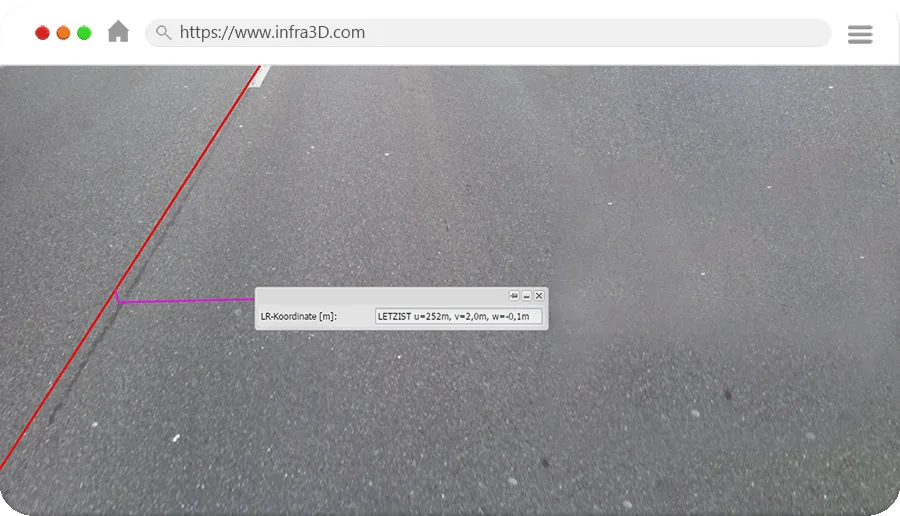 https://www.infra3D.com
LR-Koordinate [m]: LETZIST u=252m, v=2,0m, w=-0,1m